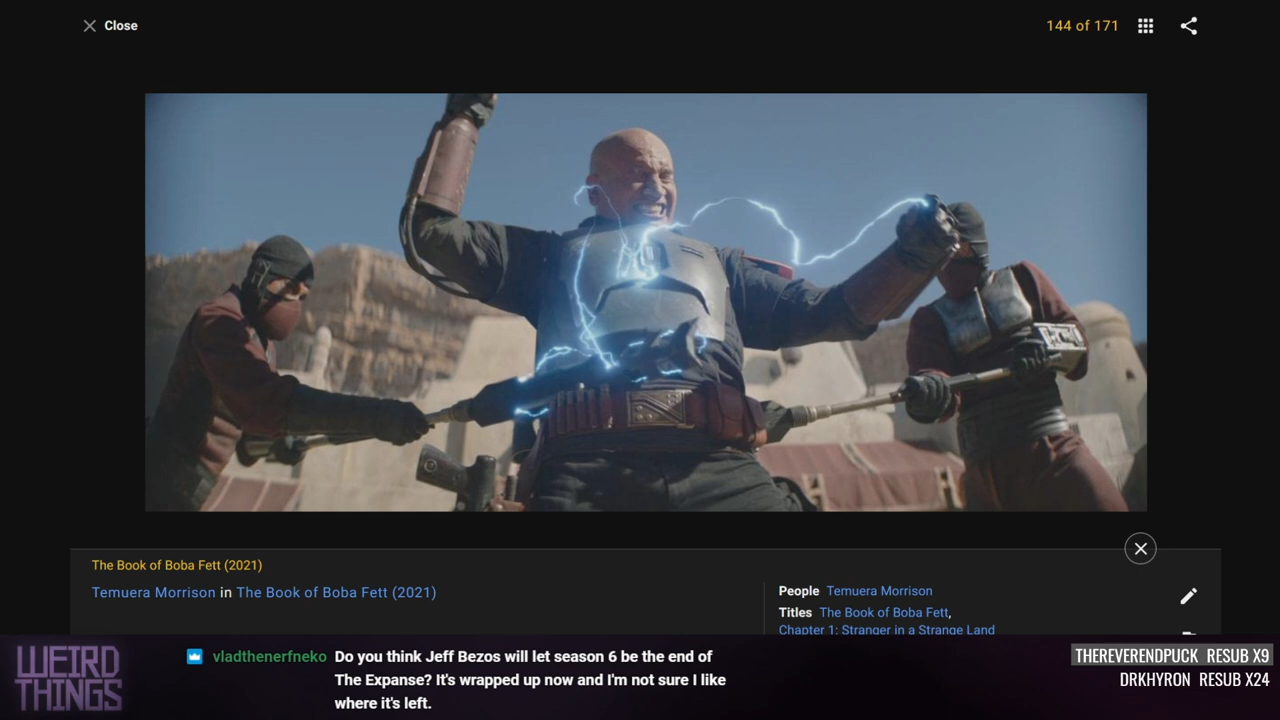 Close
144 of 171
The Book of Boba Fett (2021)
Temuera Morrison in The Book of Boba Fett (2021)
People Temuera Morrison
Titles The Book of Boba Fett,
Chapter 1: Stranger in a Strange Land
WEIRD
THINGS
vladthenerfneko Do you think Jeff Bezos will let season 6 be the end of
The Expanse? It's wrapped up now and I'm not sure I like
where it's left.
THEREVERENDPUCK RESUB X9
DRKHYRON RESUB X24